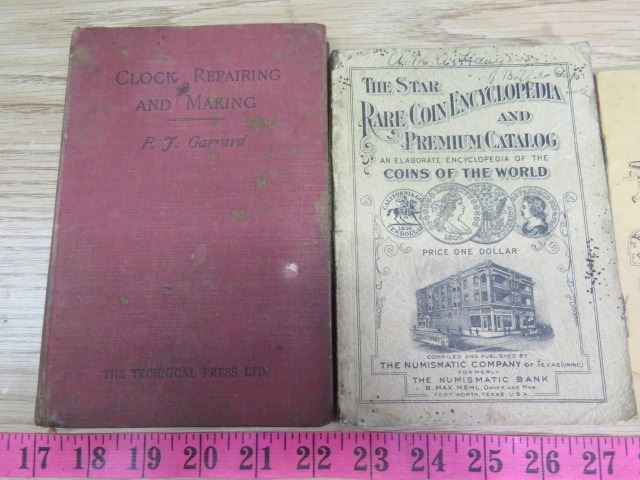 CLOCK REPAIRING
AND MAKING
F. J. Garrard
THE TECHNICAL PRESS LTD.
THE STAR
RARE COIN ENCYCLOPEDIA
AND
PREMIUM CATALOG
AN ELABORATE ENCYCLOPEDIA OF THE
COINS OF THE WORLD
PRICE ONE DOLLAR
COMPILED AND PUBLISHED BY
THE NUMISMATIC COMPANY OF TEXAS (UNINC)
FORMERLY
THE NUMISMATIC BANK
B. MAX MEHL, OWNER AND MGR
FORT WORTH, TEXAS U.S.A.
17 18 19 20 21 22 23 24 25 26 27